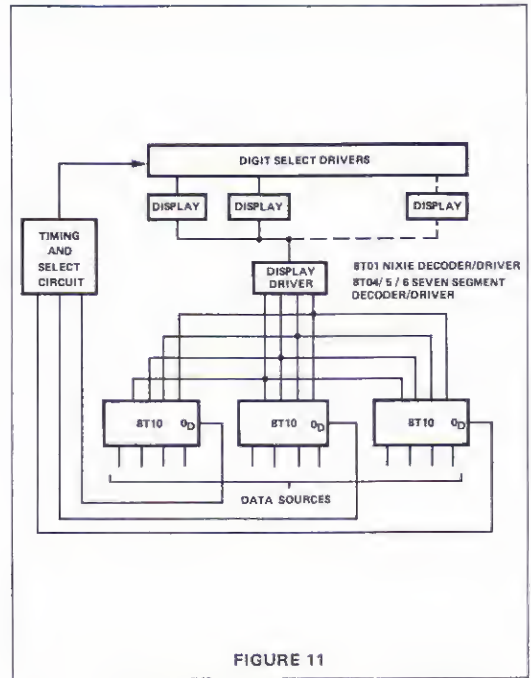 DIGIT SELECT DRIVERS
DISPLAY
DISPLAY
DISPLAY
TIMING
AND
SELECT
CIRCUIT
DISPLAY
DRIVER
8T01 NIXIE DECODER/DRIVER
8T04/5/6 SEVEN SEGMENT
DECODER/DRIVER
8T10 0D
8T10 0D
8T10 0D
DATA SOURCES
FIGURE 11